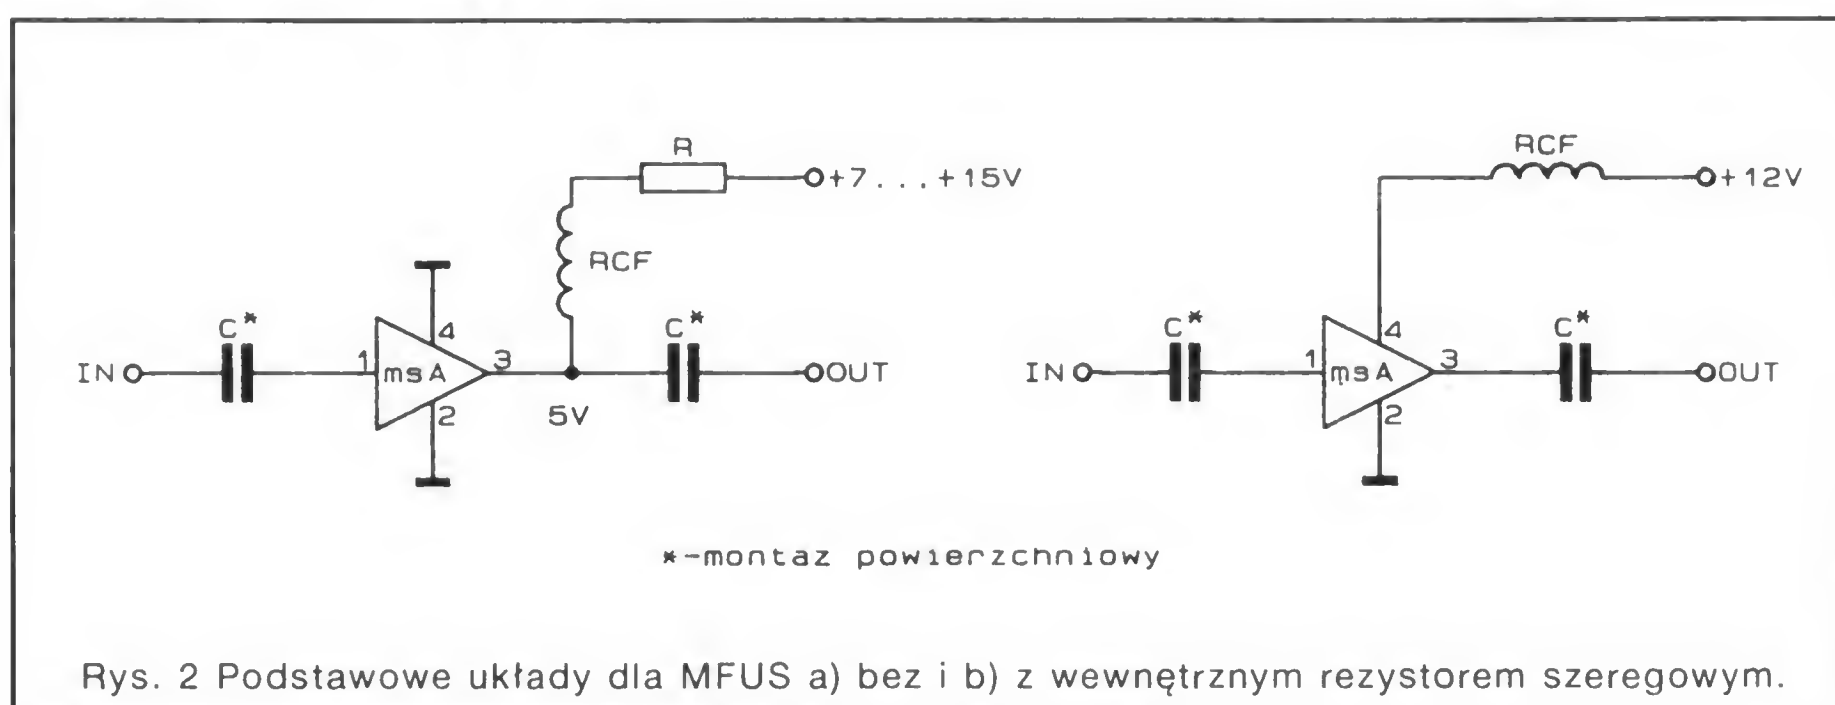 R
+7...+15V
RCF
C*
C*
IN
1
msA
4
3
2
5V
OUT
RCF
+12V
C*
C*
IN
1
msA
4
3
2
OUT
*-montaz powierzchniowy
Rys. 2 Podstawowe układy dla MFUS a) bez i b) z wewnętrznym rezystorem szeregowym.